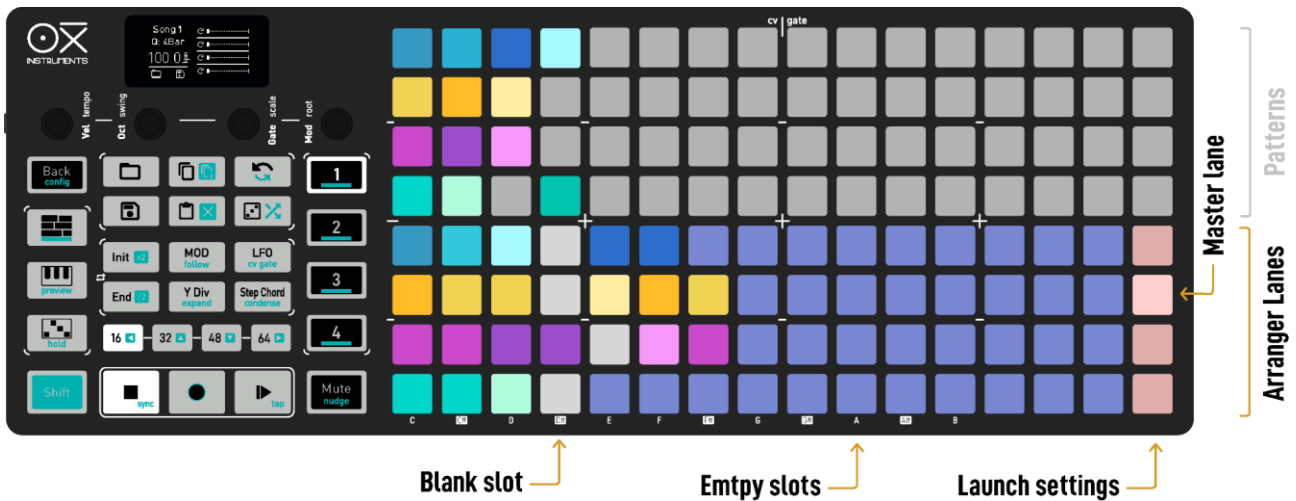 cv | gate
OX
INSTRUMENTS
Song 1
Q: 4Bar
100.0
Vel tempo
Oct swing
Gate scale
Mod root
Back
config
1
2
preview
Init x2
MOD
follow
LFO
cv gate
3
End ÷2
Y Div
expand
Step Chord
condense
hold
16
32
48
64
4
Shift
sync
tap
Mute
nudge
C
C#
D
D#
E
F
F#
G
G#
A
A#
B
Patterns
Master lane
Arranger Lanes
Blank slot
Emtpy slots
Launch settings